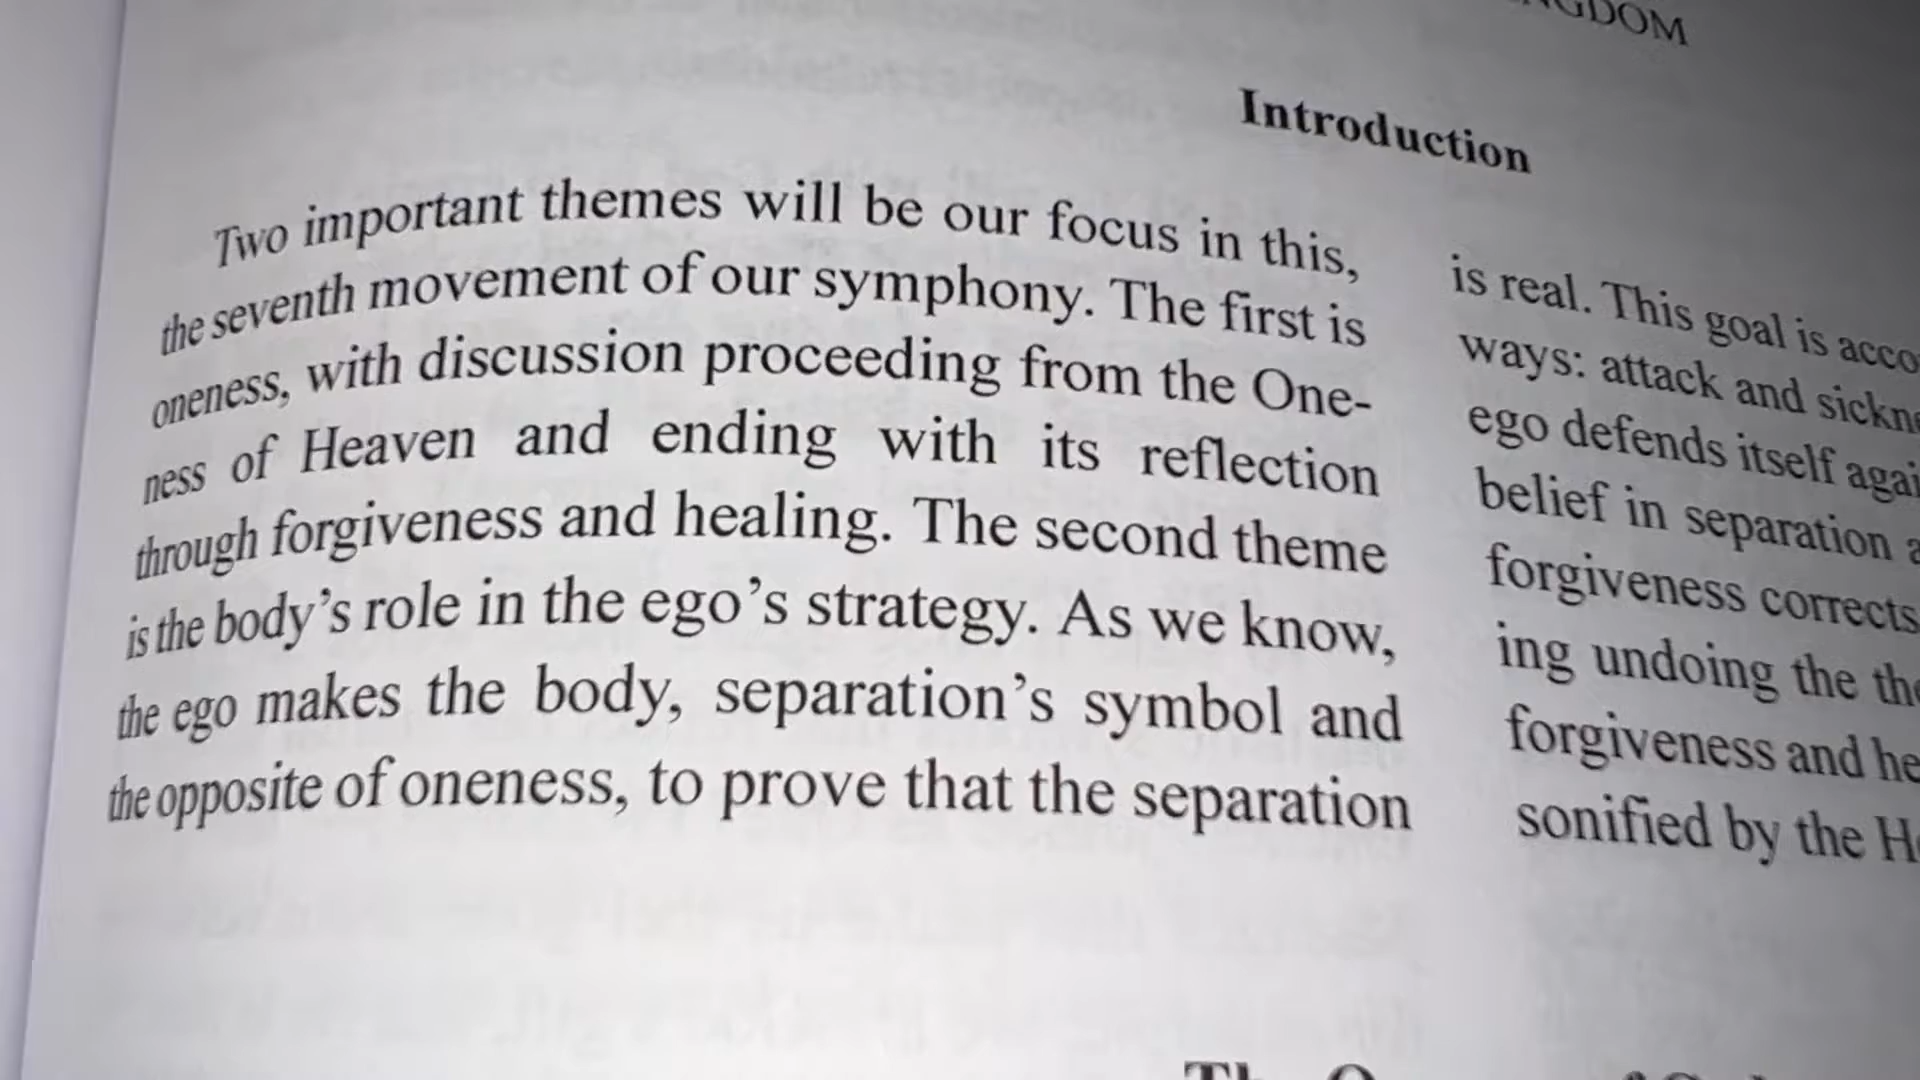 Introduction
Two important themes will be our focus in this,
the seventh movement of our symphony. The first is
oneness, with discussion proceeding from the One-
ness of Heaven and ending with its reflection
through forgiveness and healing. The second theme
is the body's role in the ego's strategy. As we know,
the ego makes the body, separation's symbol and
the opposite of oneness, to prove that the separation
is real. This goal is
ways: attack and
ego defends itself
belief in separation
forgiveness corrects
ing undoing the
forgiveness and
sonified by the